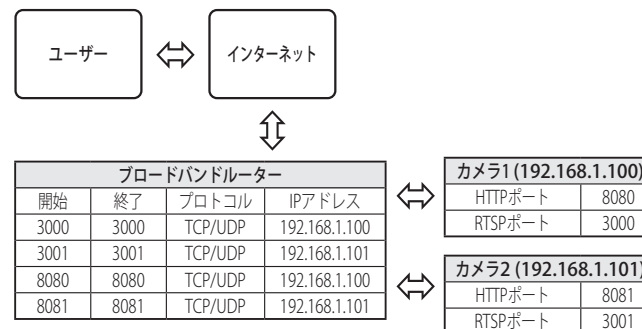 ユーザー
インターネット
ブロードバンドルーター
開始 終了 プロトコル IPアドレス
3000 3000 TCP/UDP 192.168.1.100
3001 3001 TCP/UDP 192.168.1.101
8080 8080 TCP/UDP 192.168.1.100
8081 8081 TCP/UDP 192.168.1.101
カメラ1 (192.168.1.100)
HTTPポート 8080
RTSPポート 3000
カメラ2 (192.168.1.101)
HTTPポート 8081
RTSPポート 3001